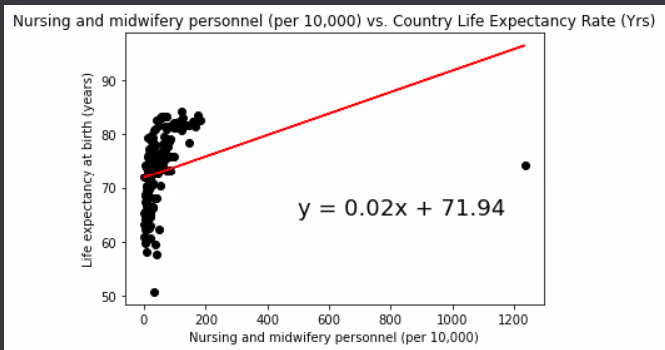 Nursing and midwifery personnel (per 10,000) vs. Country Life Expectancy Rate (Yrs)
Life expectancy at birth (years)
90
80
70
60
50
y = 0.02x + 71.94
0 200 400 600 800 1000 1200
Nursing and midwifery personnel (per 10,000)